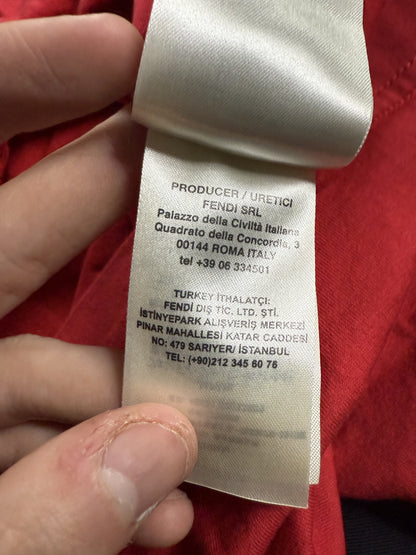 PRODUCER / URETICI
FENDI SRL
Palazzo della Civiltà Italiana
Quadrato della Concordia, 3
00144 ROMA ITALY
tel +39 06 334501
TURKEY İTHALATÇI:
FENDİ DIŞ TİC. LTD. ŞTİ.
İSTİNYEPARK ALIŞVERİŞ MERKEZİ
PINAR MAHALLESİ KATAR CADDESİ
NO: 479 SARIYER/ İSTANBUL
TEL: (+90)212 345 60 76